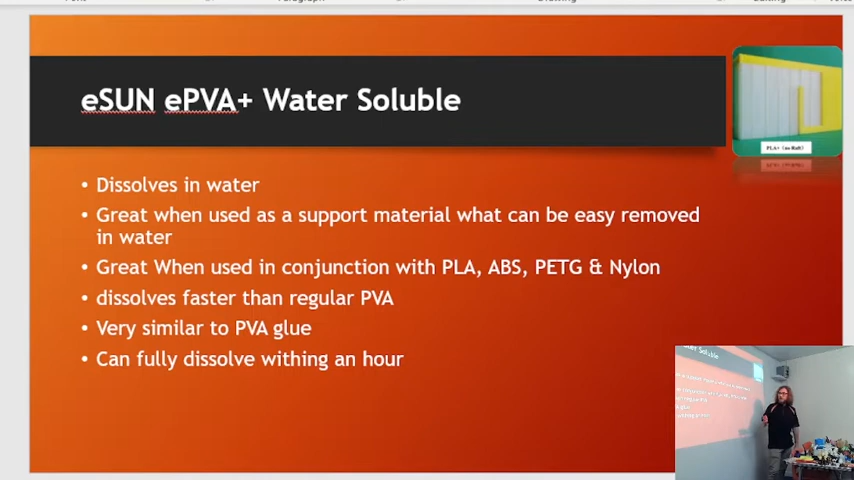 eSUN ePVA+ Water Soluble
• Dissolves in water
• Great when used as a support material what can be easy removed
in water
• Great When used in conjunction with PLA, ABS, PETG & Nylon
• dissolves faster than regular PVA
• Very similar to PVA glue
• Can fully dissolve withing an hour
Soluble